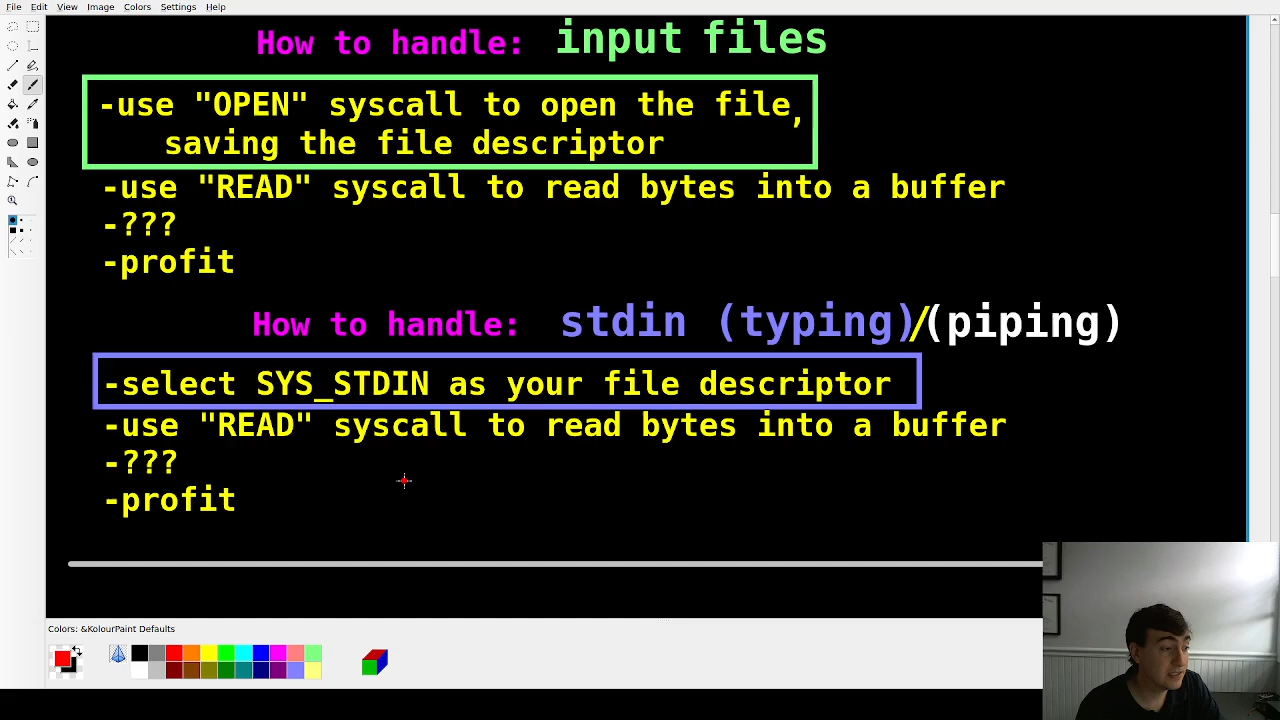 File Edit View Image Colors Settings Help
How to handle: input files
-use "OPEN" syscall to open the file,
saving the file descriptor
-use "READ" syscall to read bytes into a buffer
-???
-profit
How to handle: stdin (typing)/(piping)
-select SYS_STDIN as your file descriptor
-use "READ" syscall to read bytes into a buffer
-???
-profit
Colors: &KolourPaint Defaults